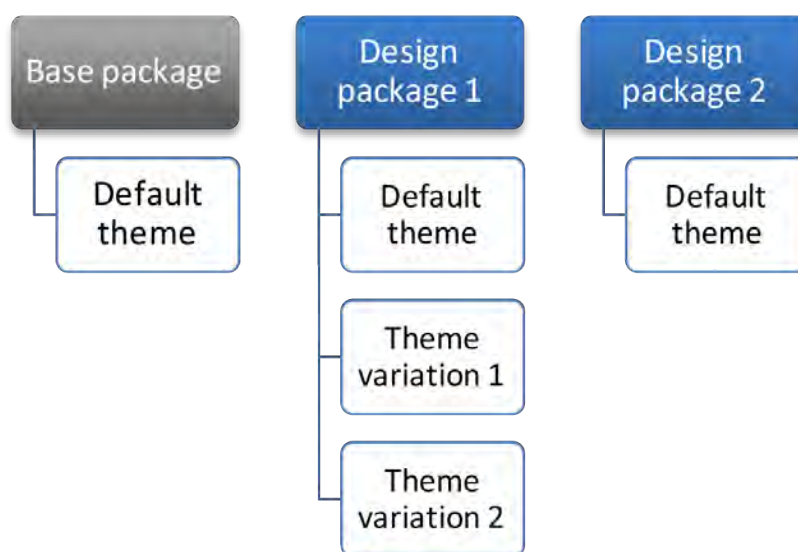 Base package
Default
theme
Design
package 1
Default
theme
Theme
variation 1
Theme
variation 2
Design
package 2
Default
theme